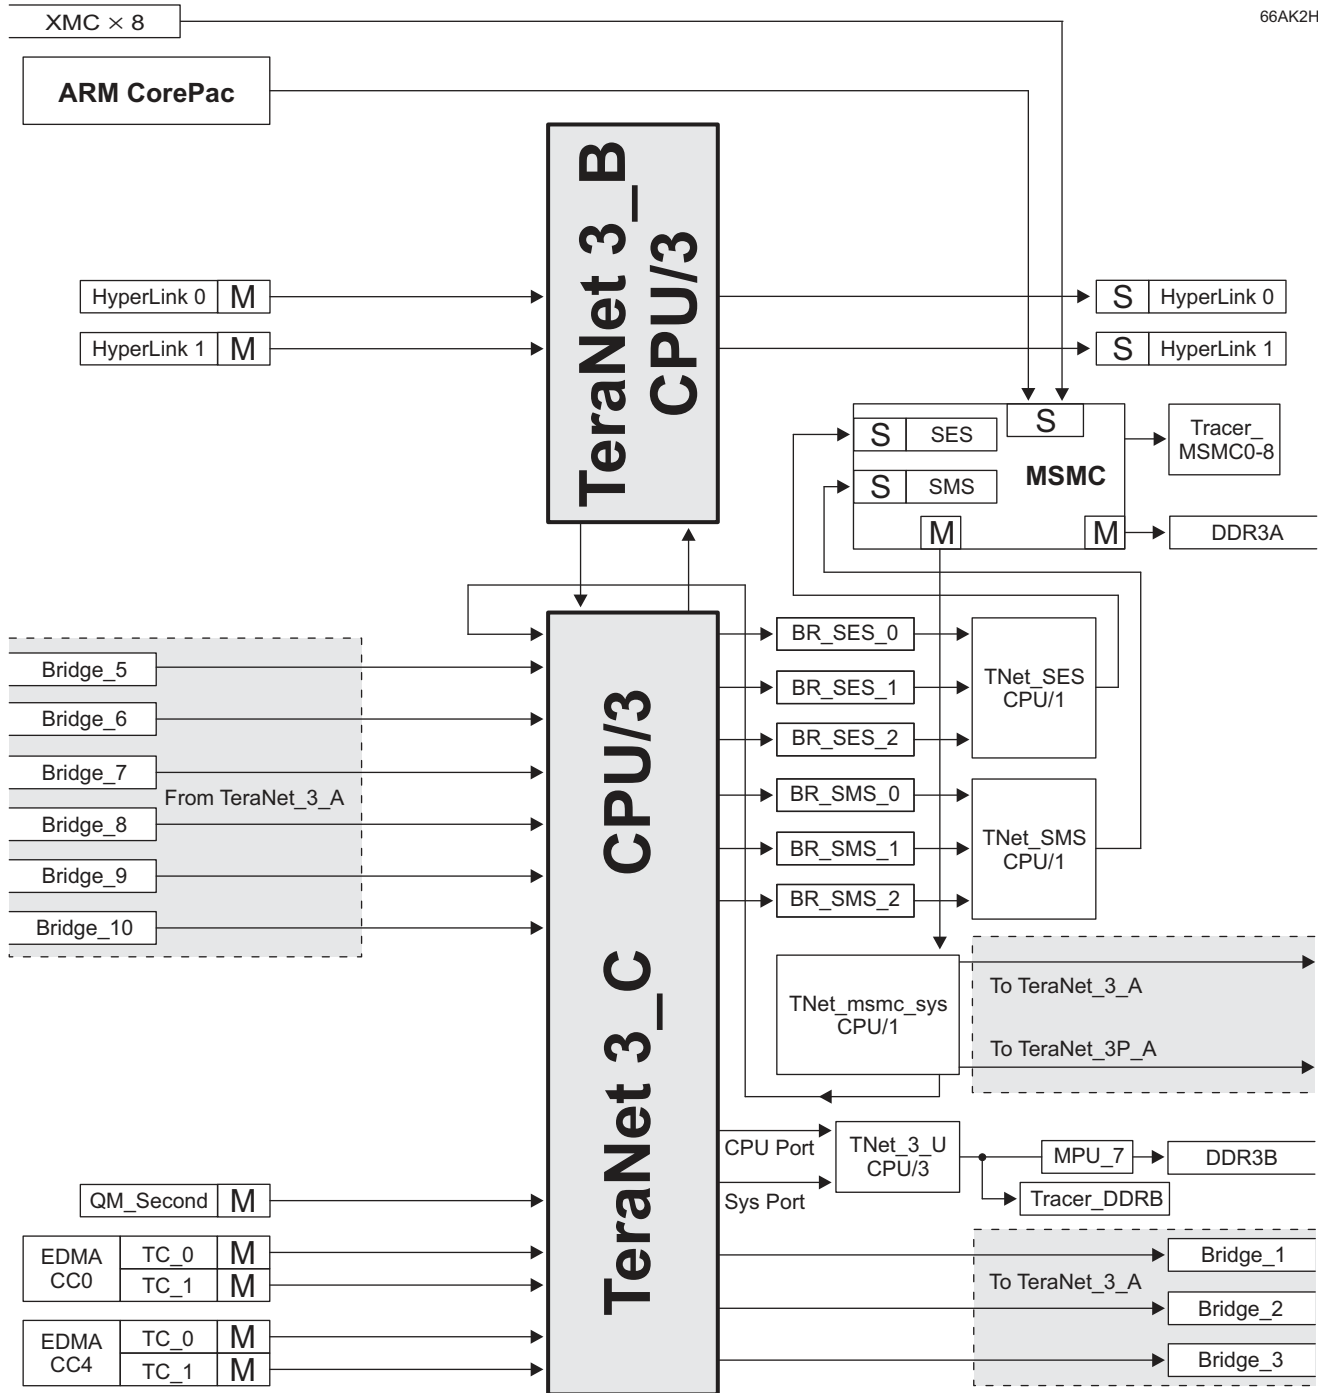 XMC × 8
66AK2H
ARM CorePac
TeraNet 3_B
CPU/3
HyperLink 0 M
S HyperLink 0
HyperLink 1 M
S HyperLink 1
S
S SES
Tracer_
MSMC0-8
MSMC
S SMS
M
M
DDR3A
Bridge_5
Bridge_6
Bridge_7
From TeraNet_3_A
Bridge_8
Bridge_9
Bridge_10
TeraNet 3_C CPU/3
BR_SES_0
BR_SES_1
BR_SES_2
TNet_SES
CPU/1
BR_SMS_0
BR_SMS_1
BR_SMS_2
TNet_SMS
CPU/1
TNet_msmc_sys
CPU/1
To TeraNet_3_A
To TeraNet_3P_A
CPU Port
Sys Port
TNet_3_U
CPU/3
MPU_7
DDR3B
Tracer_DDRB
QM_Second M
EDMA
CC0
TC_0 M
TC_1 M
EDMA
CC4
TC_0 M
TC_1 M
To TeraNet_3_A
Bridge_1
Bridge_2
Bridge_3